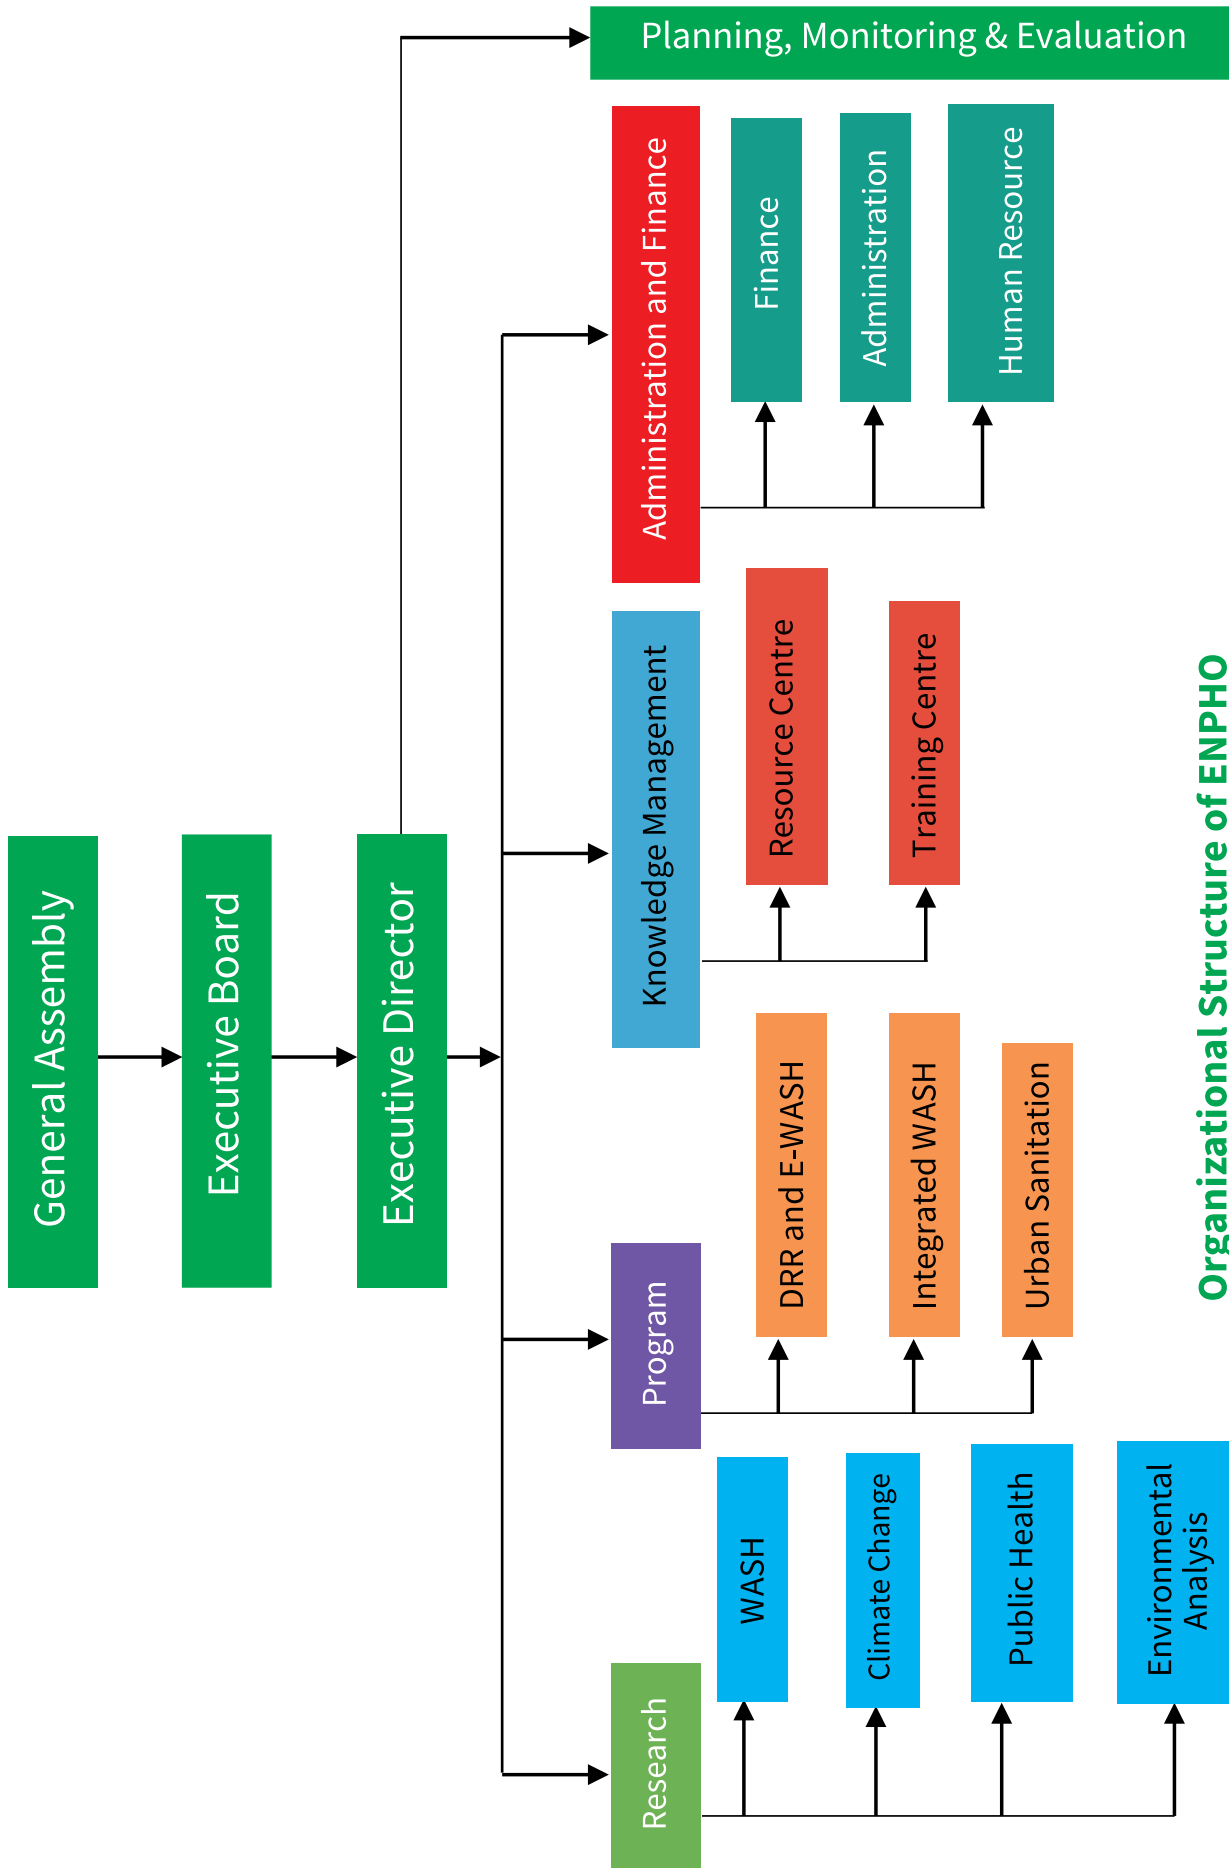 General Assembly
Executive Board
Executive Director
Planning, Monitoring & Evaluation
Research
WASH
Climate Change
Public Health
Environmental
Analysis
Program
DRR and E-WASH
Integrated WASH
Urban Sanitation
Knowledge Management
Resource Centre
Training Centre
Administration and Finance
Finance
Administration
Human Resource
Organizational Structure of ENPHO